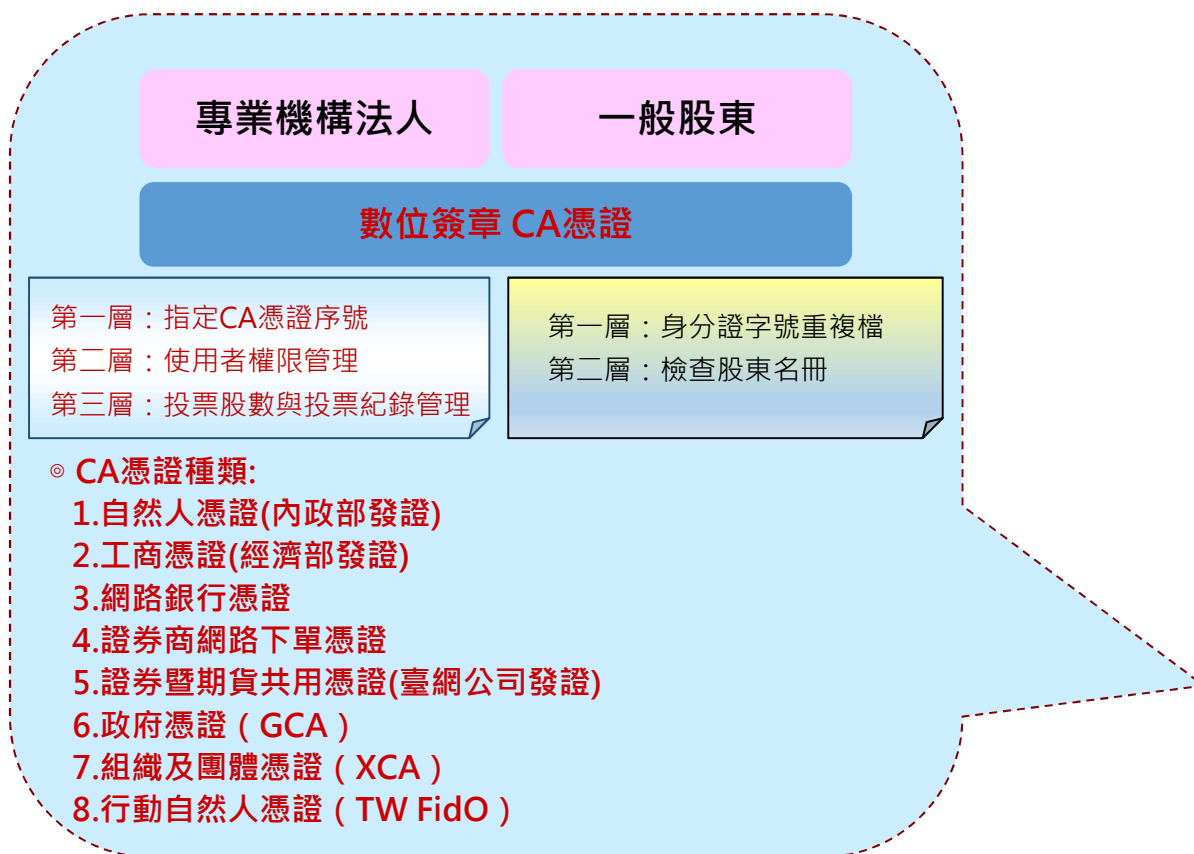 專業機構法人
一般股東
數位簽章 CA憑證
第一層：指定CA憑證序號
第二層：使用者權限管理
第三層：投票股數與投票紀錄管理
第一層：身分證字號重複檔
第二層：檢查股東名冊
◎ CA憑證種類:
1.自然人憑證(內政部發證)
2.工商憑證(經濟部發證)
3.網路銀行憑證
4.證券商網路下單憑證
5.證券暨期貨共用憑證(臺網公司發證)
6.政府憑證（GCA）
7.組織及團體憑證（XCA）
8.行動自然人憑證（TW FidO）